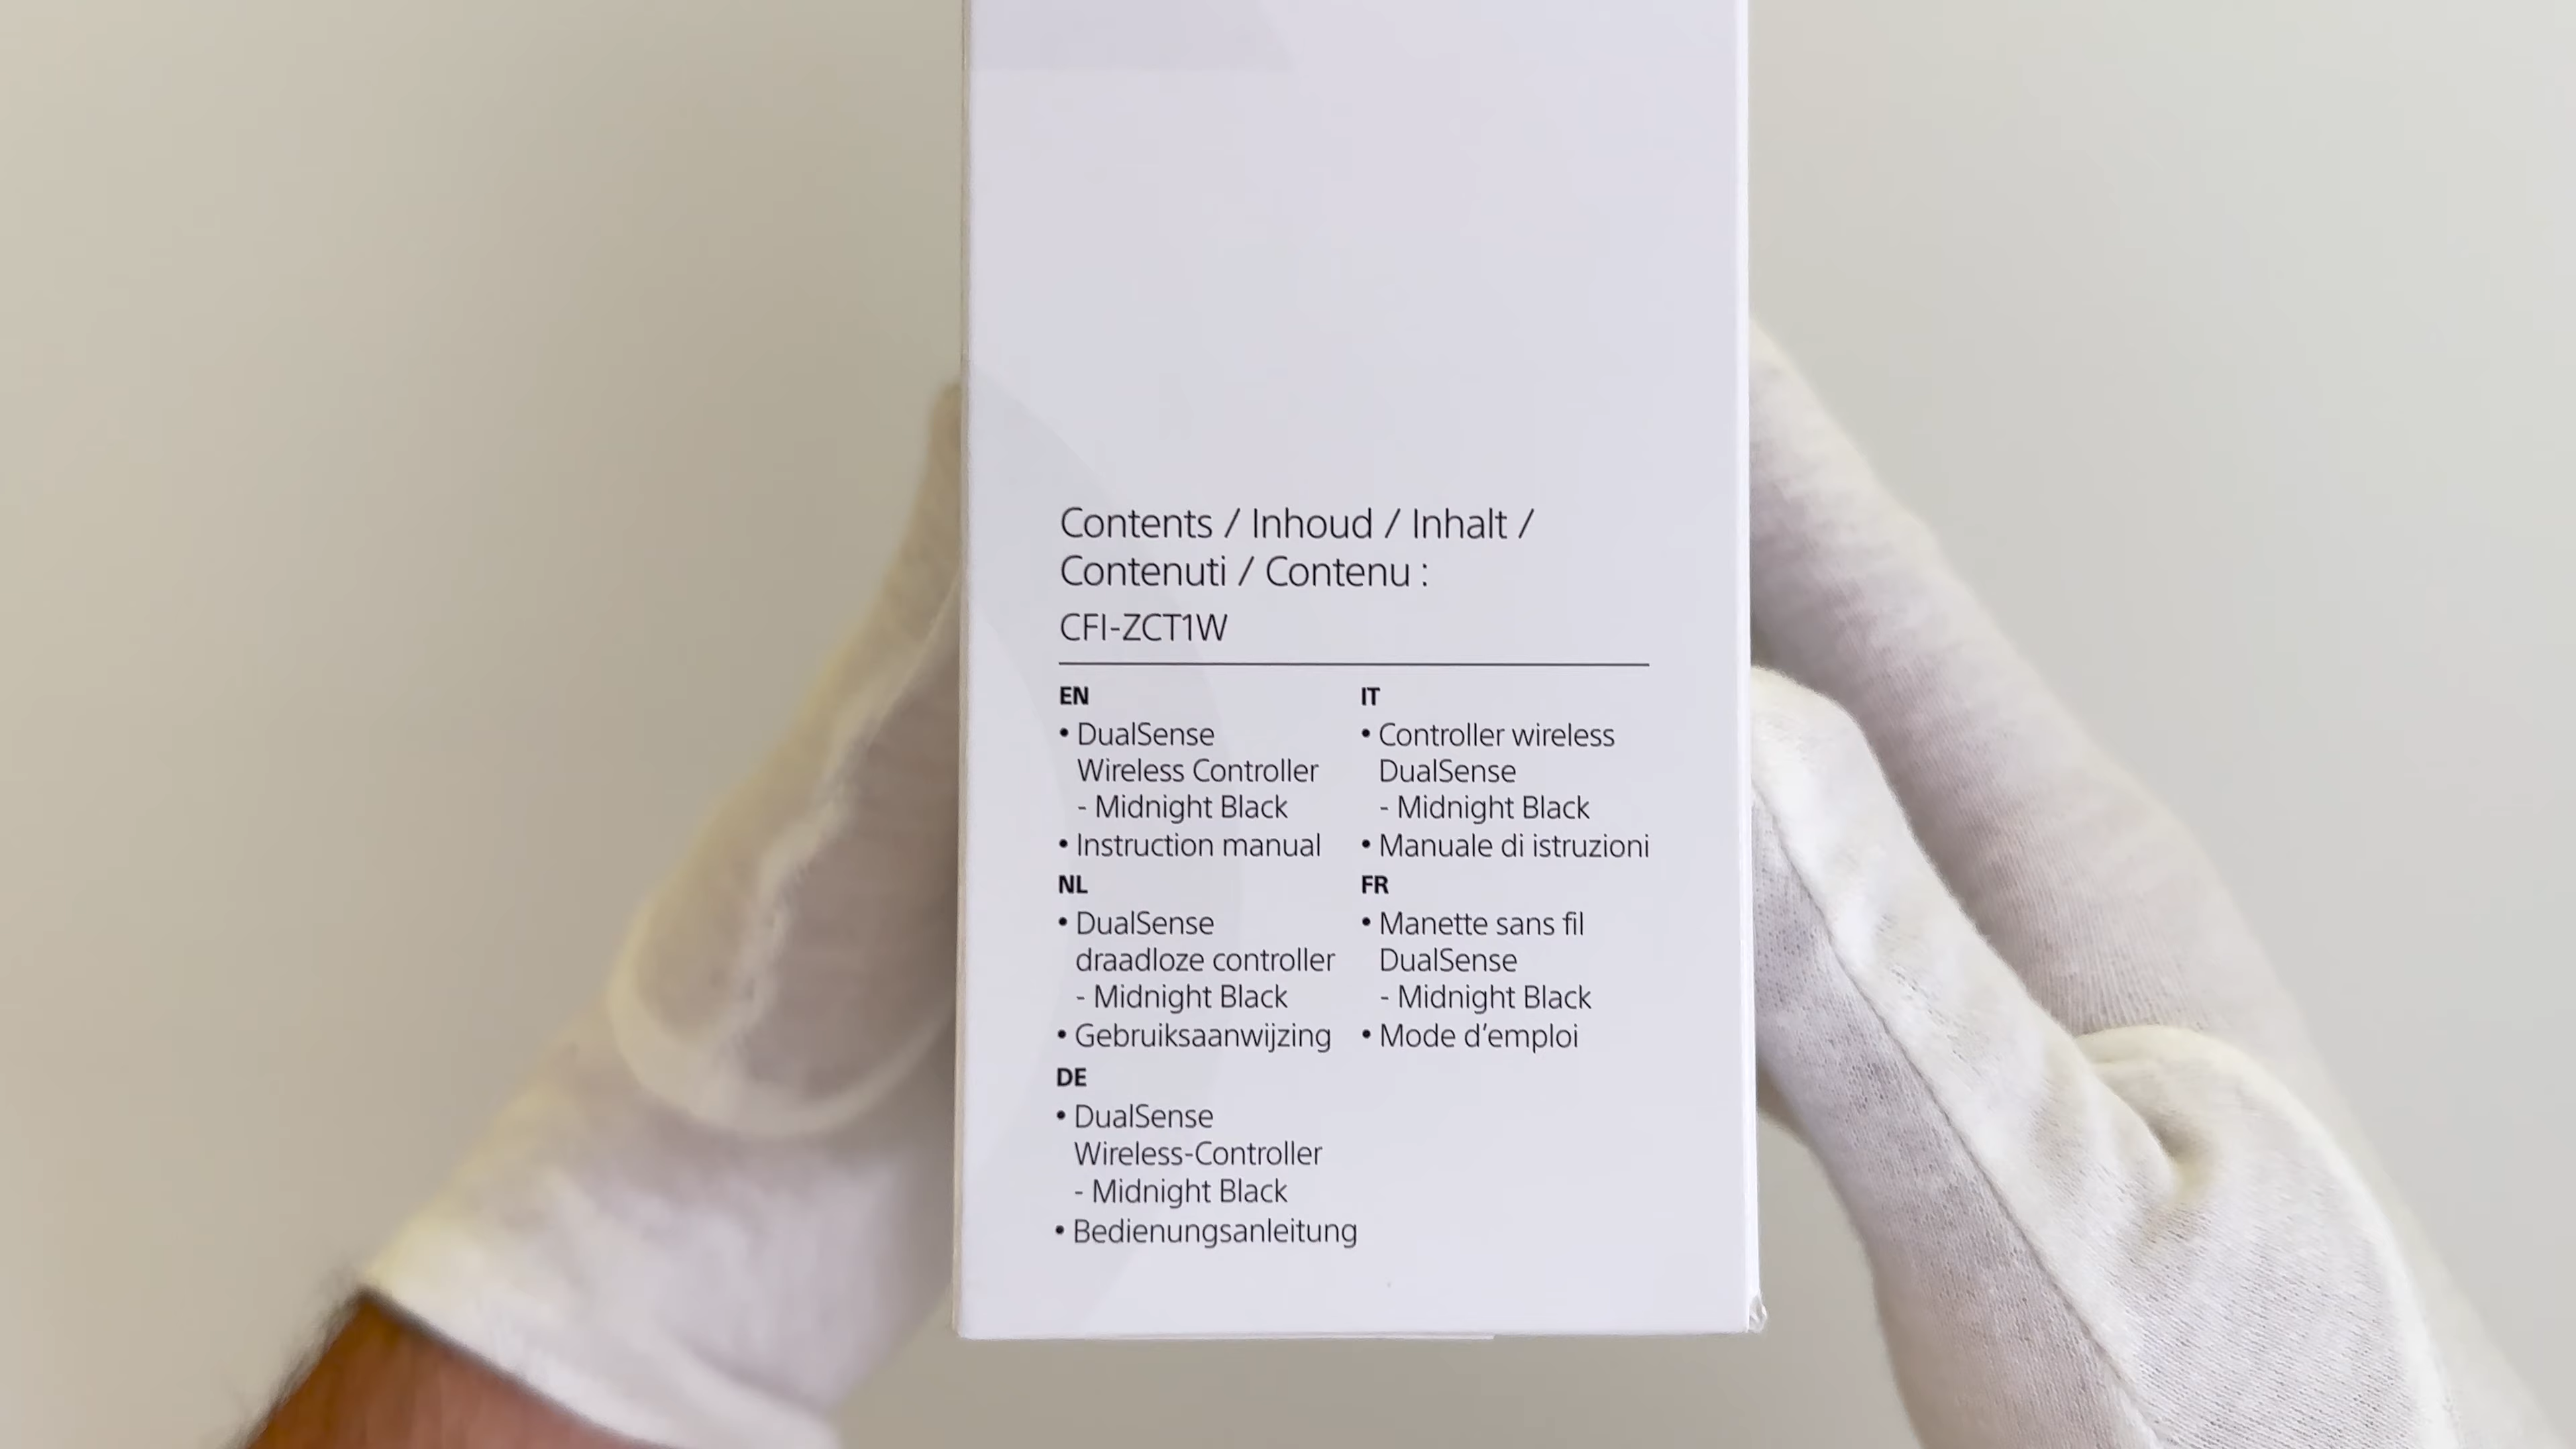 Contents / Inhoud / Inhalt /
Contenuti / Contenu :
CFI-ZCT1W
EN
• DualSense
Wireless Controller
- Midnight Black
• Instruction manual
NL
• DualSense
draadloze controller
- Midnight Black
• Gebruiksaanwijzing
DE
• DualSense
Wireless-Controller
- Midnight Black
• Bedienungsanleitung
IT
• Controller wireless
DualSense
- Midnight Black
• Manuale di istruzioni
FR
• Manette sans fil
DualSense
- Midnight Black
• Mode d’emploi